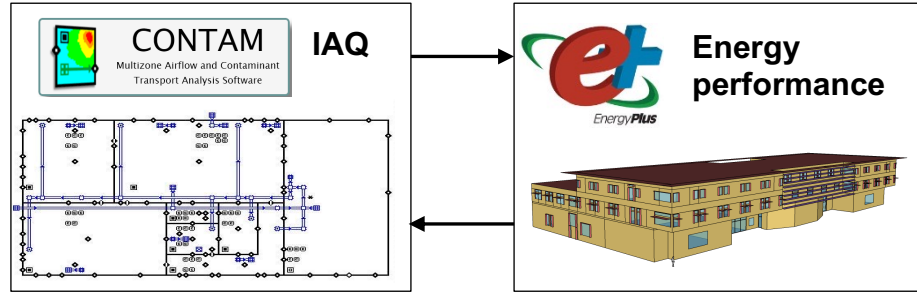 CONTAM
Multizone Airflow and Contaminant
Transport Analysis Software
IAQ
e+
EnergyPlus
Energy
performance